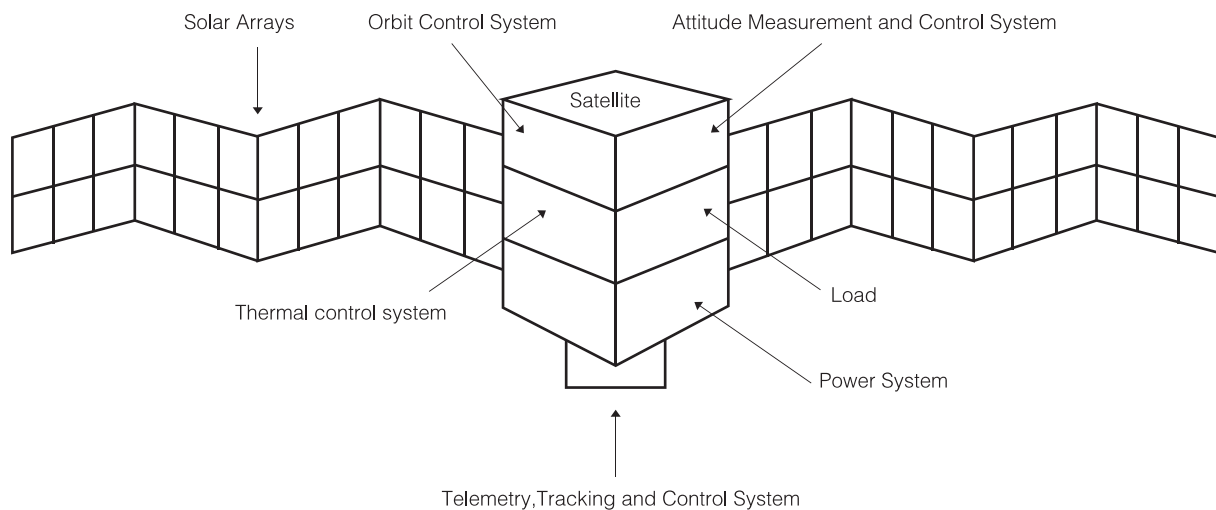 Solar Arrays
Orbit Control System
Attitude Measurement and Control System
Satellite
Thermal control system
Load
Power System
Telemetry,Tracking and Control System